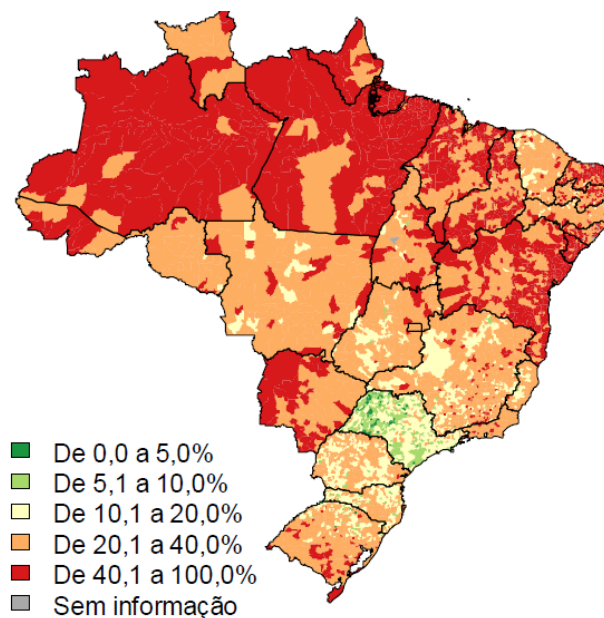 De 0,0 a 5,0%
De 5,1 a 10,0%
De 10,1 a 20,0%
De 20,1 a 40,0%
De 40,1 a 100,0%
Sem informação